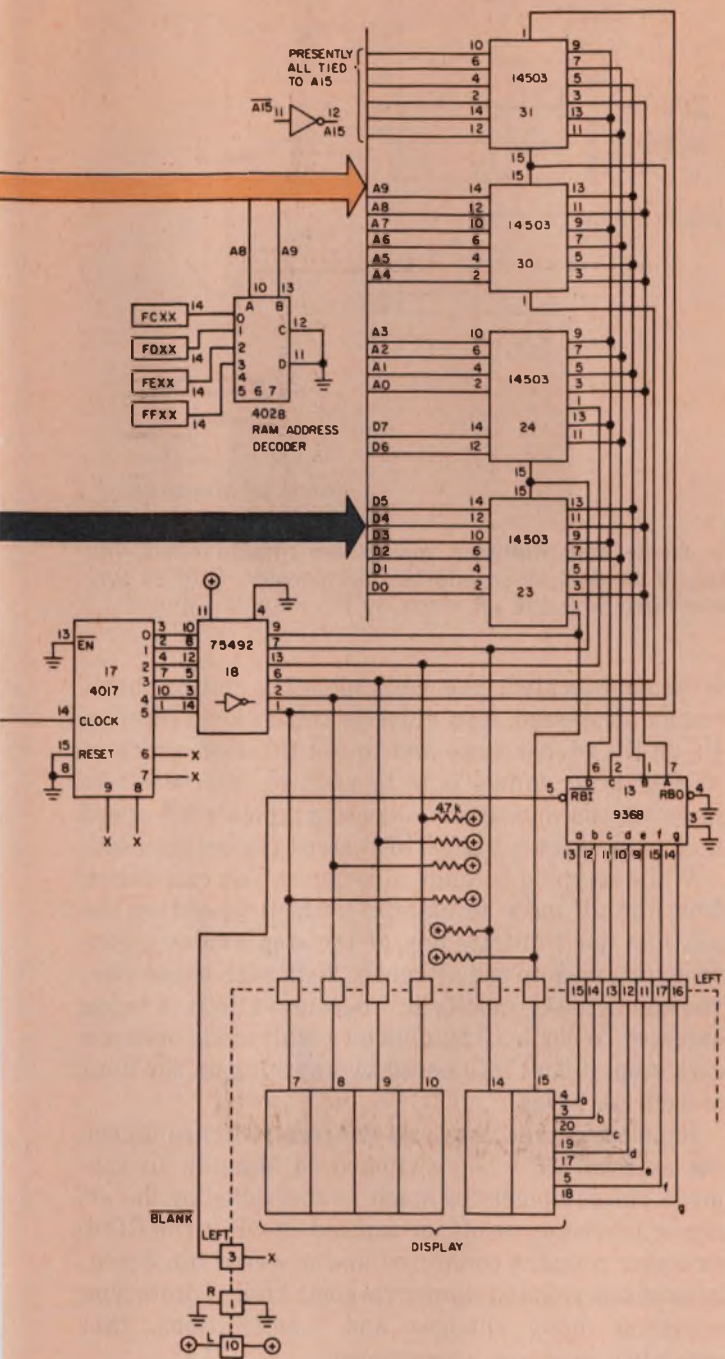 PRESENTLY
ALL TIED
TO A15
A15 11 12
A15
10
6
4
2
14
12
1
14503
31
15
9
7
5
3
13
11
A9 14
A8 12
A7 10
A6 6
A5 4
A4 2
15
14503
30
1
13
11
9
7
5
3
A8
A9
10 13
A B
FCXX 14 0
FDXX 14 1
FEXX 14 2
FFXX 14 3
4
5 6 7
C 12
D 11
4028
RAM ADDRESS
DECODER
A3 10
A2 6
A1 4
A0 2
D7 14
D6 12
14503
24
15
9
7
5
3
1
13
11
D5 14
D4 12
D3 10
D2 6
D1 4
D0 2
15
14503
23
13
11
9
7
5
3
1
13 EN
17
4017
14 CLOCK
15 RESET
8
0 3 10
1 2 8
2 4 12
3 7 5
4 10 3
5 1 14
6 X
7 X
9 8
X X
11 4
75492
18
9
7
13
6
2
1
47k
6 2 1 7
D C B A
5 RBI
13
RBO 4
9368
3
a b c d e f g
13 12 11 10 9 15 14
15 14 13 12 11 17 16
LEFT
7 8 9 10 14 15
4 a
3 b
20 c
19 d
17 e
5 f
18 g
DISPLAY
BLANK
LEFT
3 X
R
1
L
10